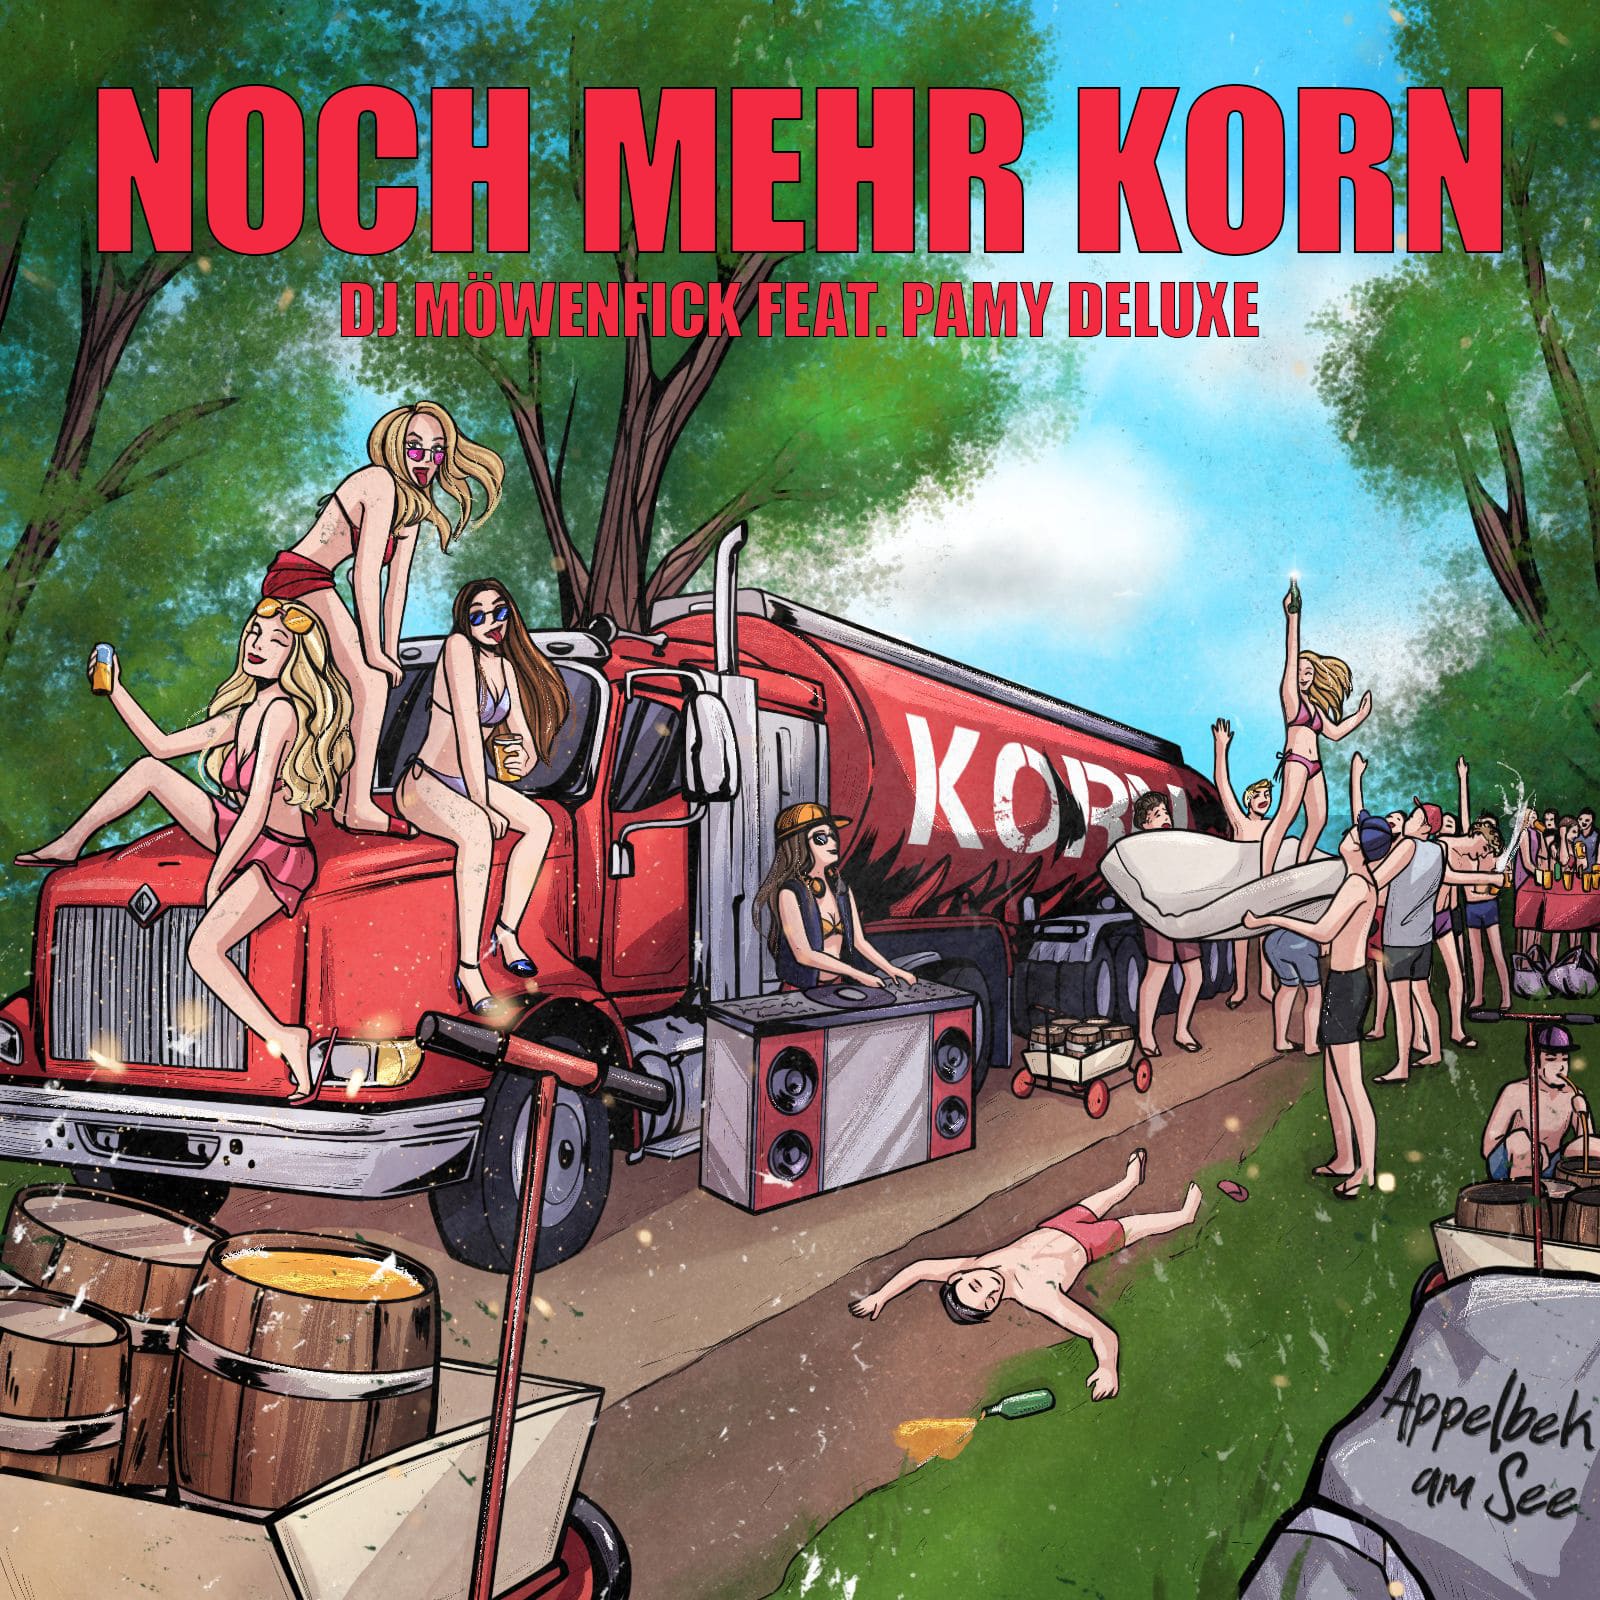 NOCH MEHR KORN
DJ MÖWENFICK FEAT. PAMY DELUXE
KORN
Appelbek
am See